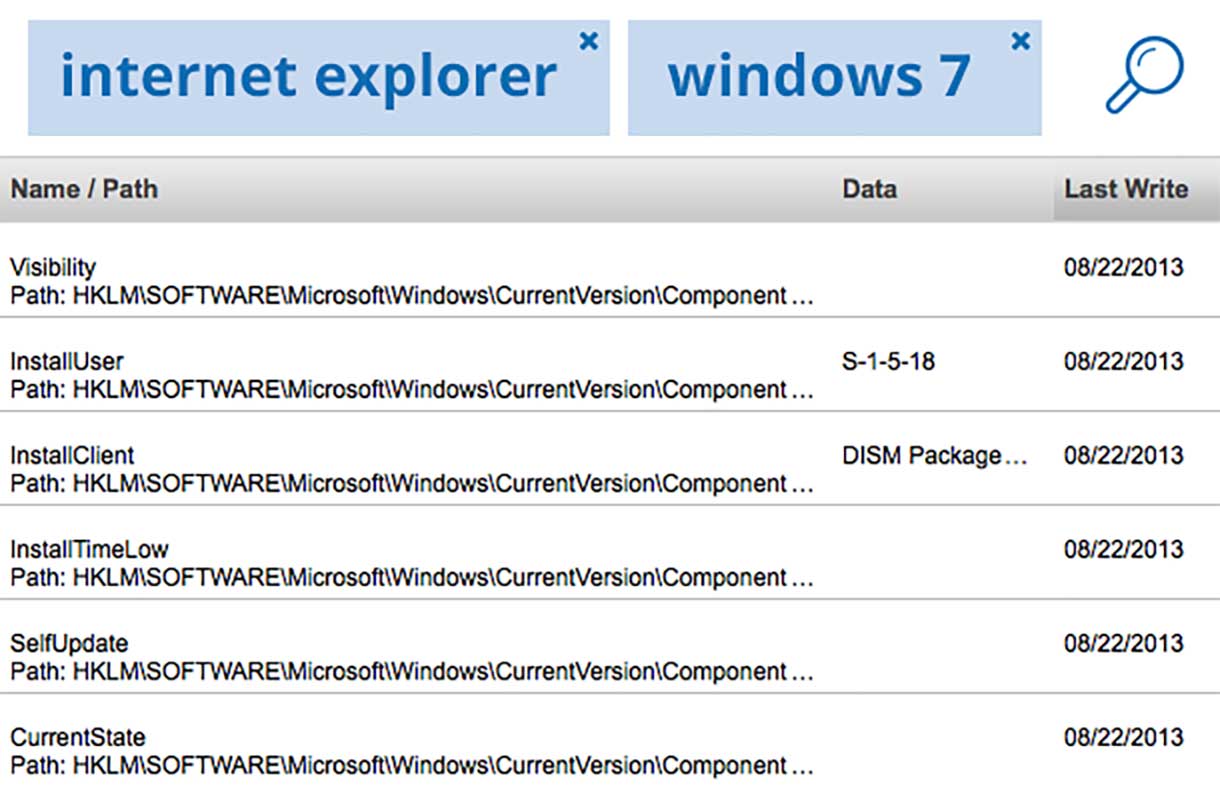 internet explorer windows 7
Name / Path Data Last Write
Visibility 08/22/2013
Path: HKLM\SOFTWARE\Microsoft\Windows\CurrentVersion\Component ...
InstallUser S-1-5-18 08/22/2013
Path: HKLM\SOFTWARE\Microsoft\Windows\CurrentVersion\Component ...
InstallClient DISM Package... 08/22/2013
Path: HKLM\SOFTWARE\Microsoft\Windows\CurrentVersion\Component ...
InstallTimeLow 08/22/2013
Path: HKLM\SOFTWARE\Microsoft\Windows\CurrentVersion\Component ...
SelfUpdate 08/22/2013
Path: HKLM\SOFTWARE\Microsoft\Windows\CurrentVersion\Component ...
CurrentState 08/22/2013
Path: HKLM\SOFTWARE\Microsoft\Windows\CurrentVersion\Component ...